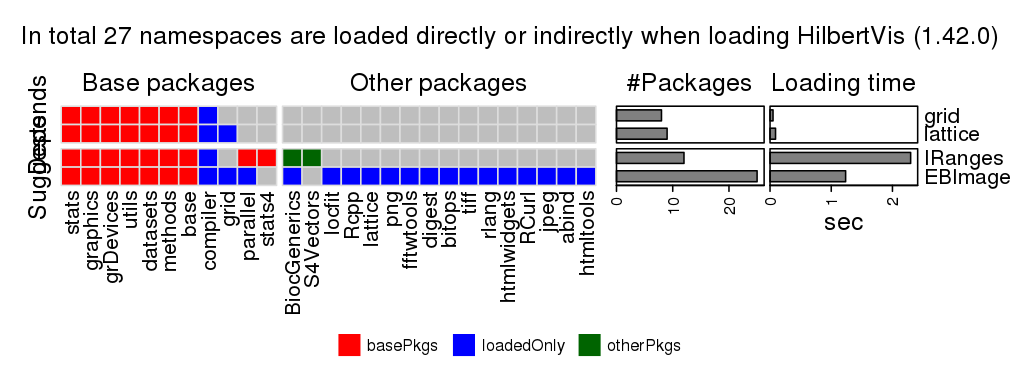 In total 27 namespaces are loaded directly or indirectly when loading HilbertVis (1.42.0)
Base packages
Other packages
#Packages
Loading time
Depends
Suggests
grid
lattice
IRanges
EBImage
stats
graphics
grDevices
utils
datasets
methods
base
compiler
grid
parallel
stats4
BiocGenerics
S4Vectors
locfit
Rcpp
lattice
png
fftwtools
digest
bitops
tiff
rlang
htmlwidgets
RCurl
jpeg
abind
htmltools
0
10
20
0
1
2
sec
basePkgs
loadedOnly
otherPkgs